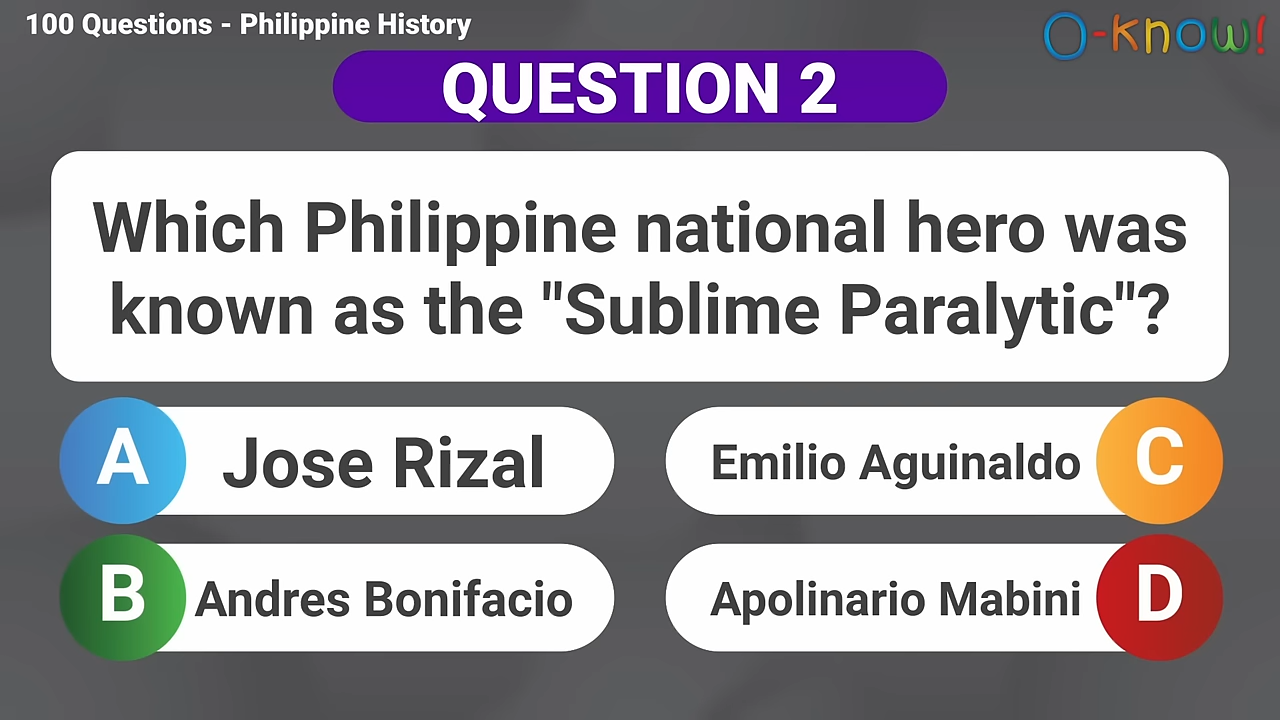 100 Questions - Philippine History
O-know!
QUESTION 2
Which Philippine national hero was
known as the "Sublime Paralytic"?
A
Jose Rizal
B
Andres Bonifacio
Emilio Aguinaldo
C
Apolinario Mabini
D